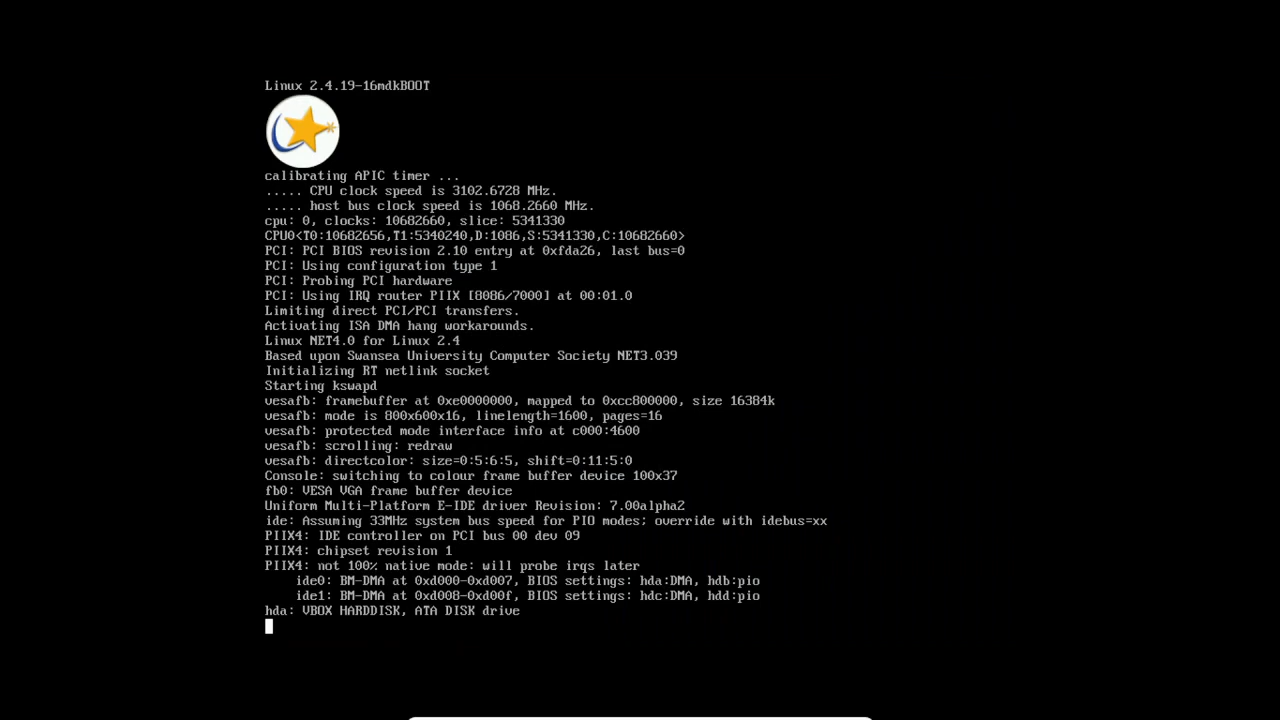 Linux 2.4.19-16mdkBOOT
calibrating APIC timer ...
..... CPU clock speed is 3102.6728 MHz.
..... host bus clock speed is 1068.2660 MHz.
cpu: 0, clocks: 10682660, slice: 5341330
CPU0<T0:10682656,T1:5340240,D:1086,S:5341330,C:10682660>
PCI: PCI BIOS revision 2.10 entry at 0xfda26, last bus=0
PCI: Using configuration type 1
PCI: Probing PCI hardware
PCI: Using IRQ router PIIX [8086/7000] at 00:01.0
Limiting direct PCI/PCI transfers.
Activating ISA DMA hang workarounds.
Linux NET4.0 for Linux 2.4
Based upon Swansea University Computer Society NET3.039
Initializing RT netlink socket
Starting kswapd
vesafb: framebuffer at 0xe0000000, mapped to 0xcc800000, size 16384k
vesafb: mode is 800x600x16, linelength=1600, pages=16
vesafb: protected mode interface info at c000:4600
vesafb: scrolling: redraw
vesafb: directcolor: size=0:5:6:5, shift=0:11:5:0
Console: switching to colour frame buffer device 100x37
fb0: VESA VGA frame buffer device
Uniform Multi-Platform E-IDE driver Revision: 7.00alpha2
ide: Assuming 33MHz system bus speed for PIO modes; override with idebus=xx
PIIX4: IDE controller on PCI bus 00 dev 09
PIIX4: chipset revision 1
PIIX4: not 100% native mode: will probe irqs later
ide0: BM-DMA at 0xd000-0xd007, BIOS settings: hda:DMA, hdb:pio
ide1: BM-DMA at 0xd008-0xd00f, BIOS settings: hdc:DMA, hdd:pio
hda: VBOX HARDDISK, ATA DISK drive